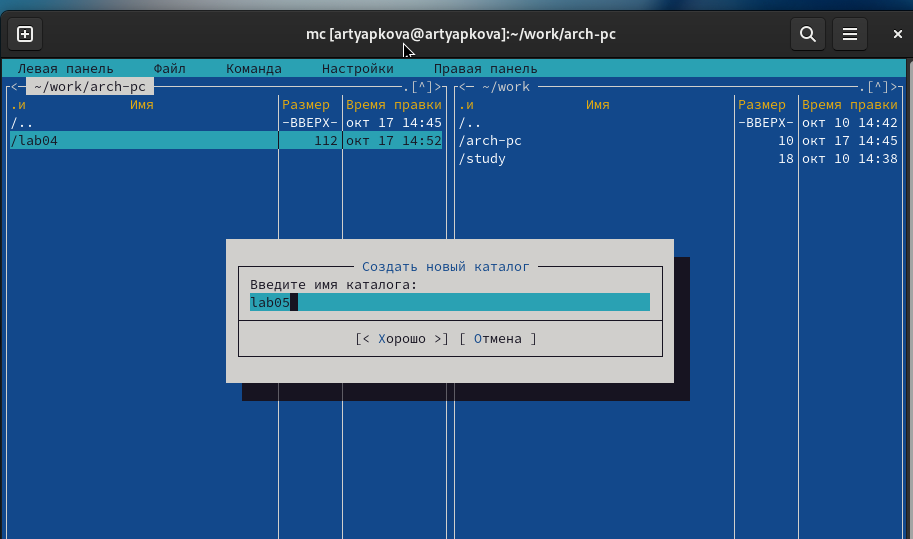 mc [artyapkova@artyapkova]:~/work/arch-pc
Левая панель Файл Команда Настройки Правая панель
<─ ~/work/arch-pc .[^]> <─ ~/work .[^]>
.и Имя Размер Время правки .и Имя Размер Время правки
/.. -ВВЕРХ- окт 17 14:45 /.. -ВВЕРХ- окт 10 14:42
/lab04 112 окт 17 14:52 /arch-pc 10 окт 17 14:45
/study 18 окт 10 14:38
Создать новый каталог
Введите имя каталога:
lab05
[< Хорошо >] [ Отмена ]